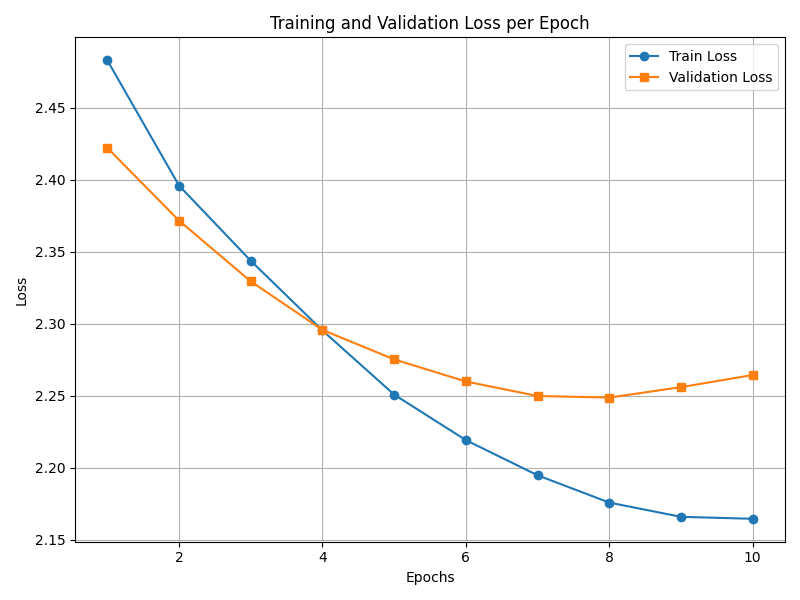 Training and Validation Loss per Epoch
Train Loss
Validation Loss
Loss
2.45
2.40
2.35
2.30
2.25
2.20
2.15
2 4 6 8 10
Epochs